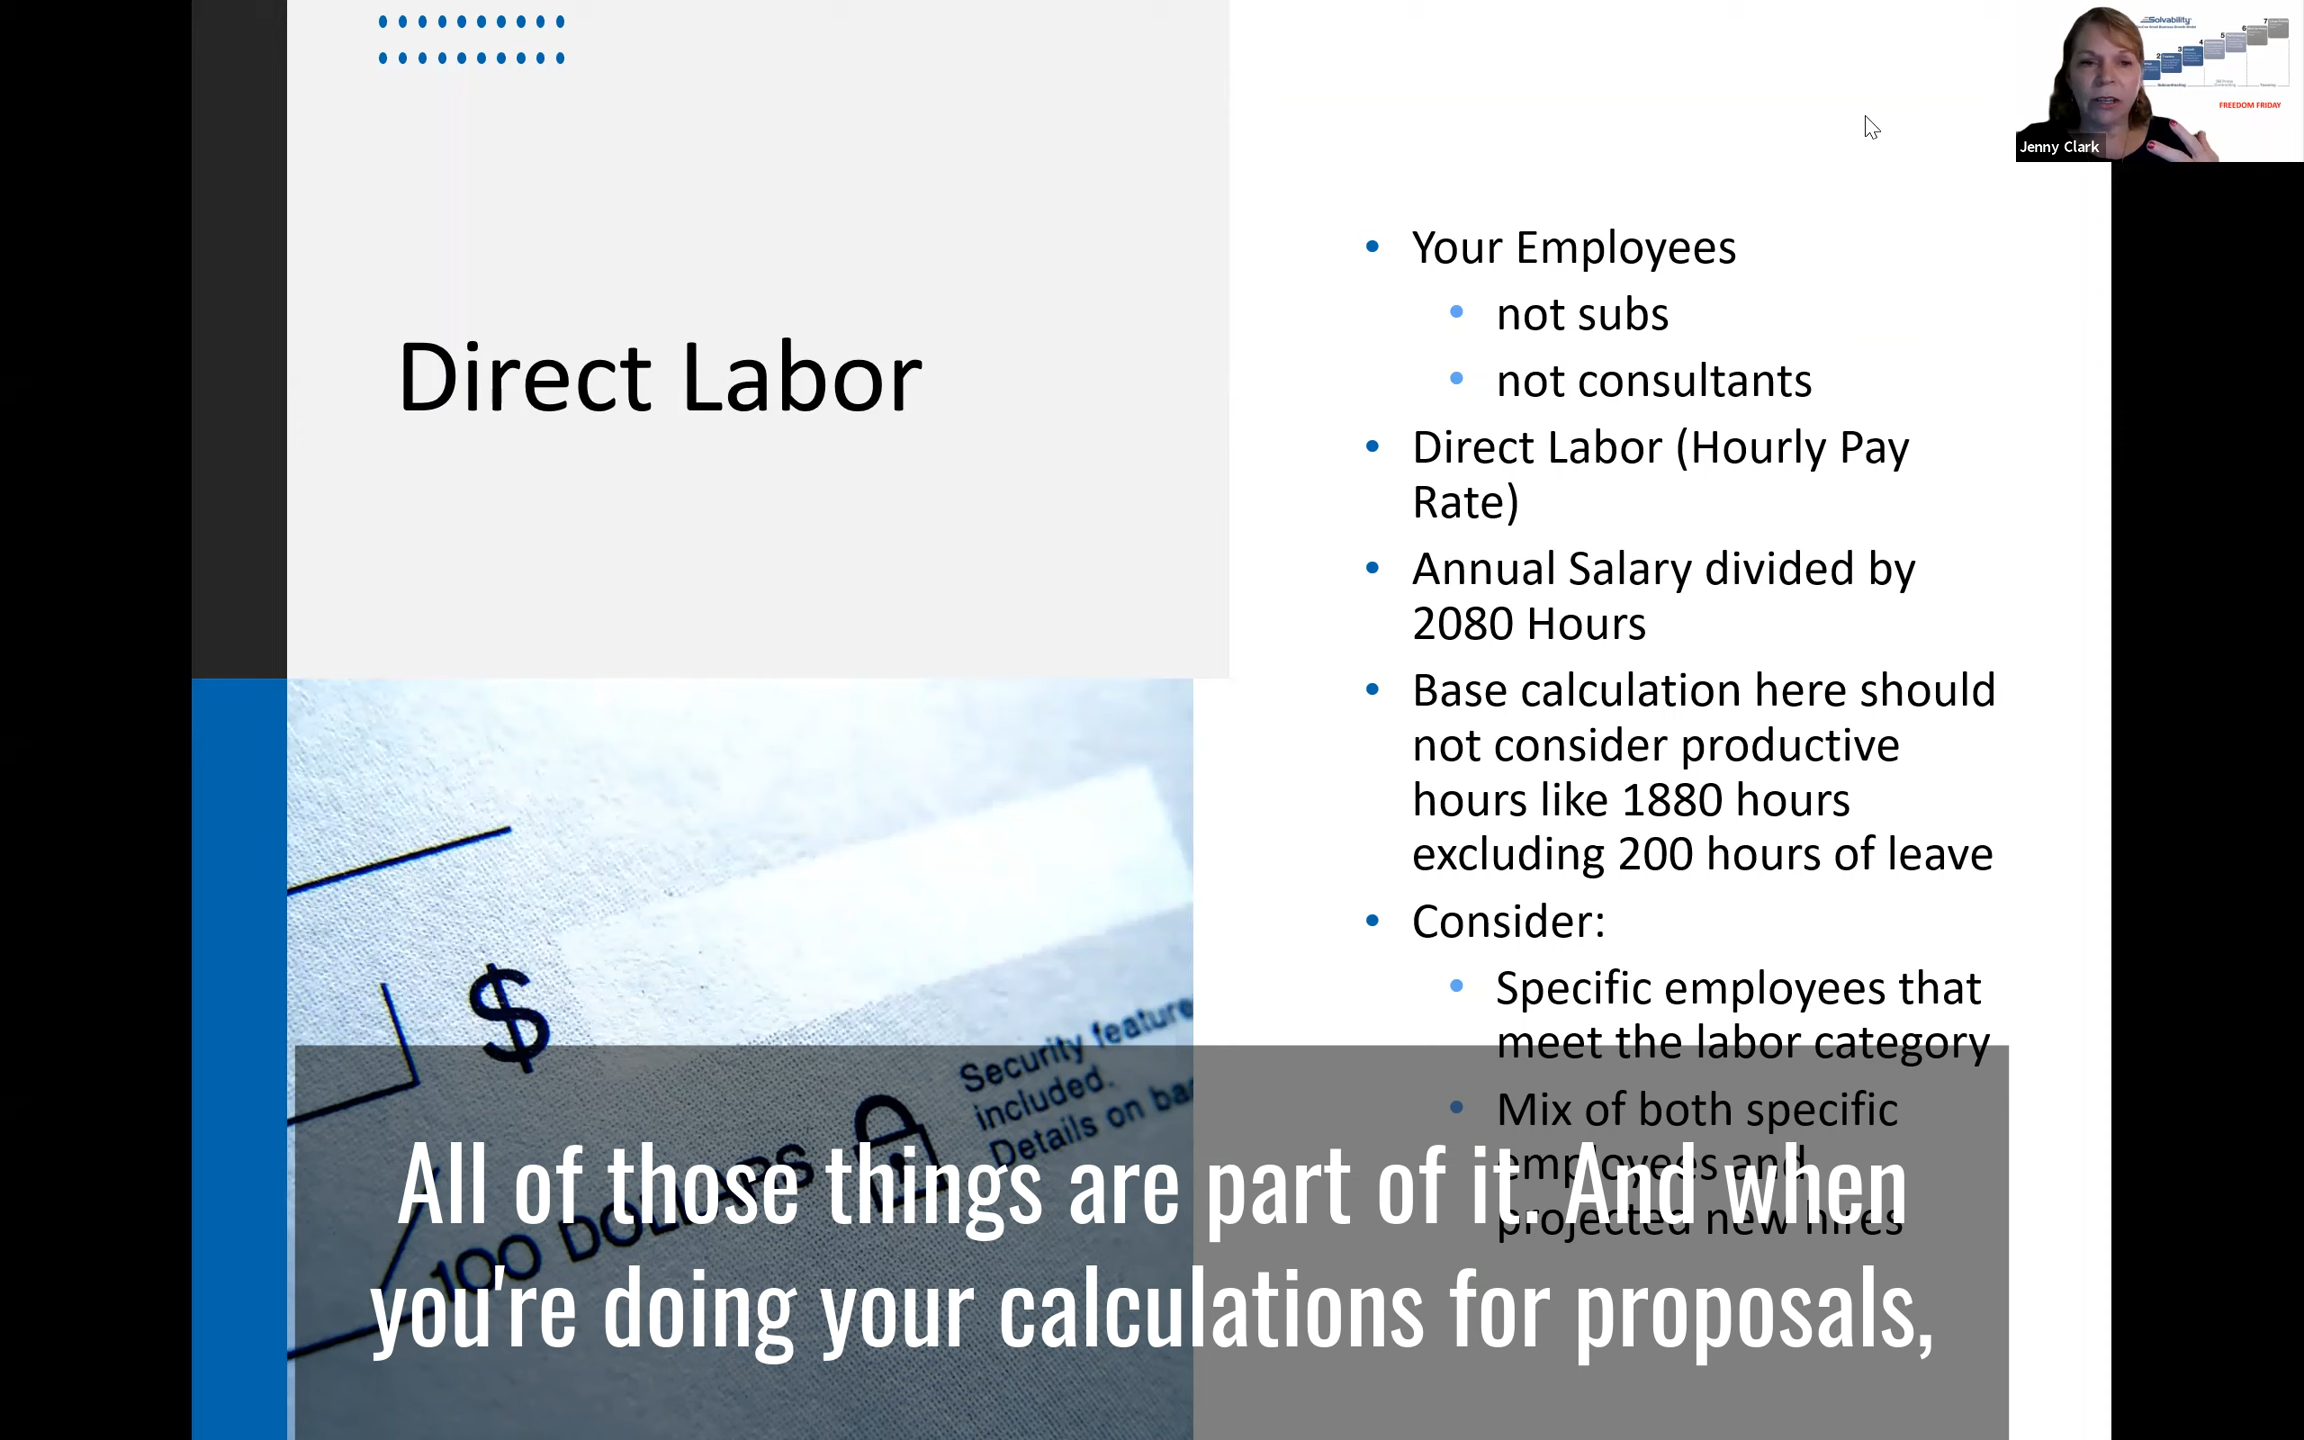 Solvability
FREEDOM FRIDAY
Jenny Clark
Direct Labor
• Your Employees
• not subs
• not consultants
• Direct Labor (Hourly Pay
Rate)
• Annual Salary divided by
2080 Hours
• Base calculation here should
not consider productive
hours like 1880 hours
excluding 200 hours of leave
• Consider:
• Specific employees that
meet the labor category
• Mix of both specific
employees and
projected new hires
$
Security feature
included.
Details on ba
100 DOLLARS
All of those things are part of it. And when
you're doing your calculations for proposals,